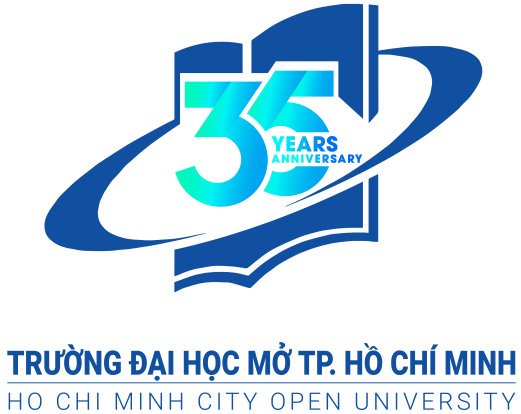 35
YEARS
ANNIVERSARY
TRƯỜNG ĐẠI HỌC MỞ TP. HỒ CHÍ MINH
HO CHI MINH CITY OPEN UNIVERSITY